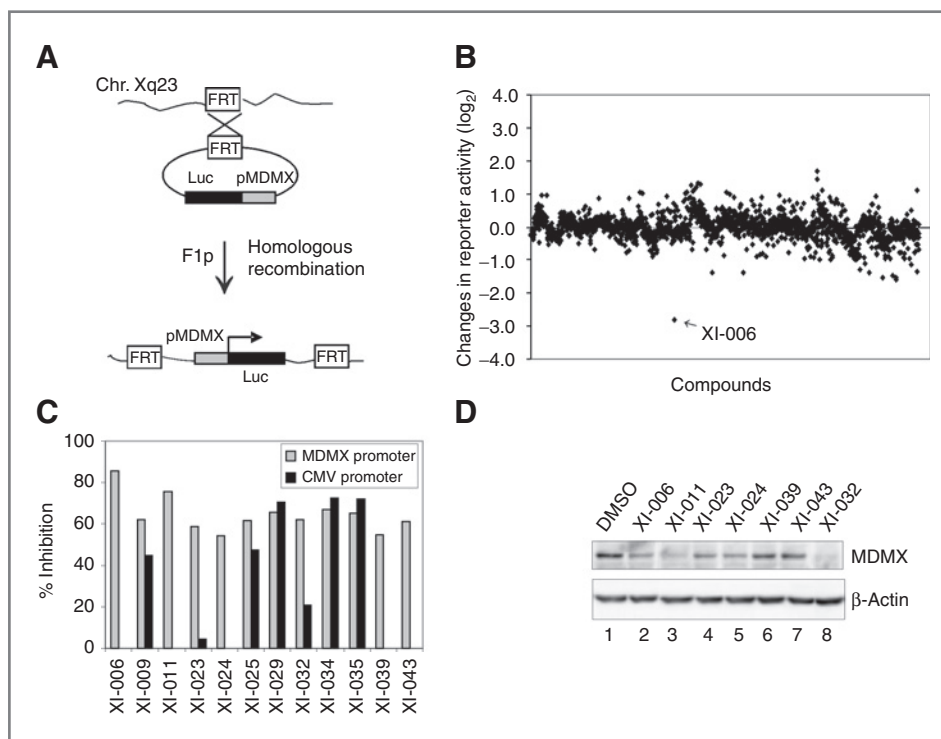 A
Chr. Xq23
FRT
FRT
Luc pMDMX
F1p
Homologous
recombination
pMDMX
FRT
FRT
Luc
B
Changes in reporter activity (log2)
4.0
3.0
2.0
1.0
0.0
−1.0
−2.0
−3.0
−4.0
XI-006
Compounds
C
% Inhibition
100
80
60
40
20
0
MDMX promoter
CMV promoter
XI-006
XI-009
XI-011
XI-023
XI-024
XI-025
XI-029
XI-032
XI-034
XI-035
XI-039
XI-043
D
DMSO
XI-006
XI-011
XI-023
XI-024
XI-039
XI-043
XI-032
MDMX
β-Actin
1 2 3 4 5 6 7 8